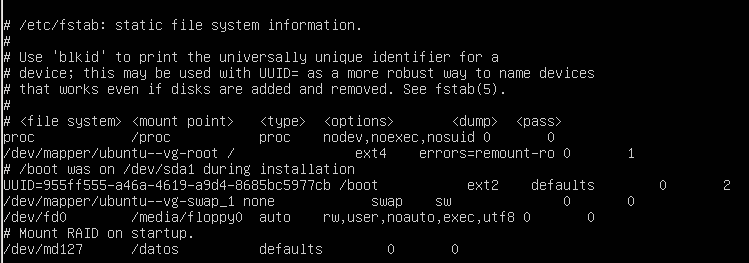 # /etc/fstab: static file system information.
#
# Use 'blkid' to print the universally unique identifier for a
# device; this may be used with UUID= as a more robust way to name devices
# that works even if disks are added and removed. See fstab(5).
#
# <file system> <mount point>   <type>  <options>       <dump>  <pass>
proc            /proc           proc    nodev,noexec,nosuid 0       0
/dev/mapper/ubuntu--vg-root /               ext4    errors=remount-ro 0       1
# /boot was on /dev/sda1 during installation
UUID=955ff555-a46a-4619-a9d4-8685bc5977cb /boot           ext2    defaults        0       2
/dev/mapper/ubuntu--vg-swap_1 none            swap    sw              0       0
/dev/fd0        /media/floppy0  auto    rw,user,noauto,exec,utf8 0       0
# Mount RAID on startup.
/dev/md127      /datos          defaults        0       0